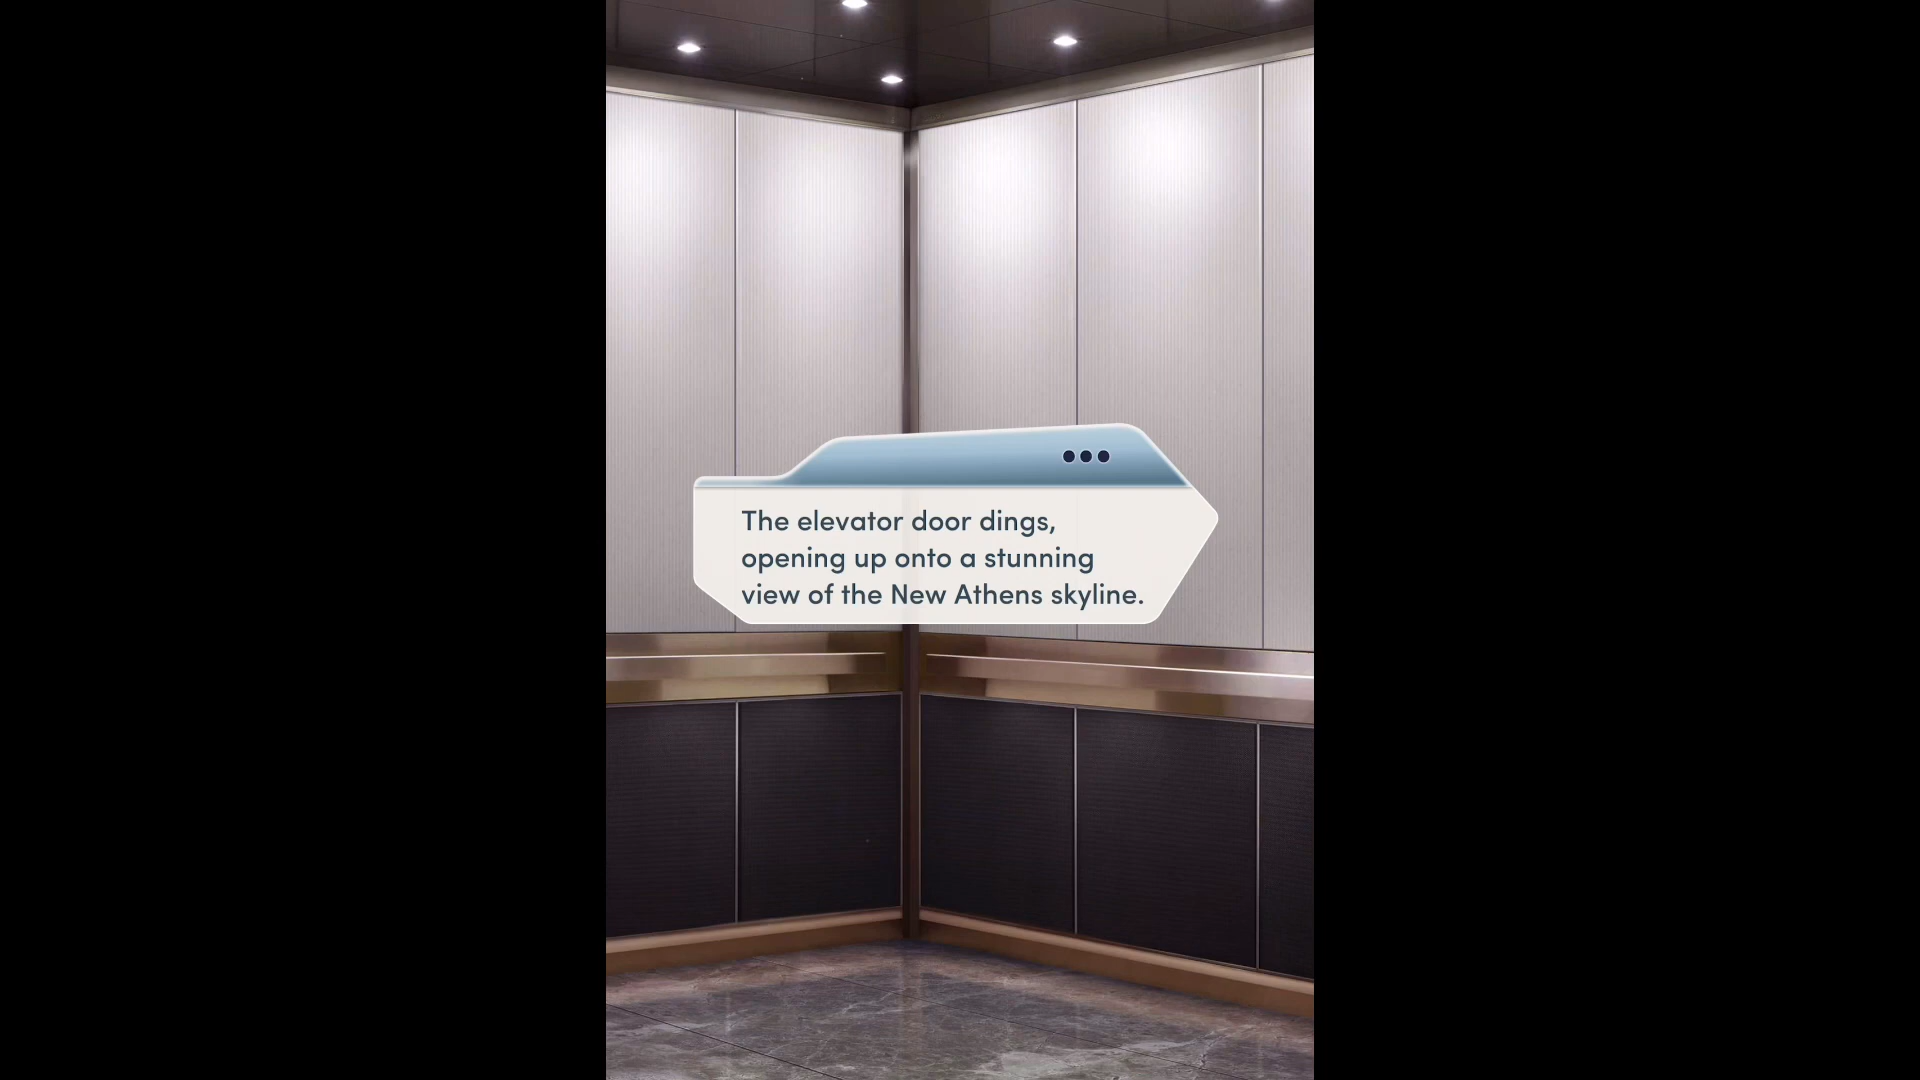 The elevator door dings,
opening up onto a stunning
view of the New Athens skyline.